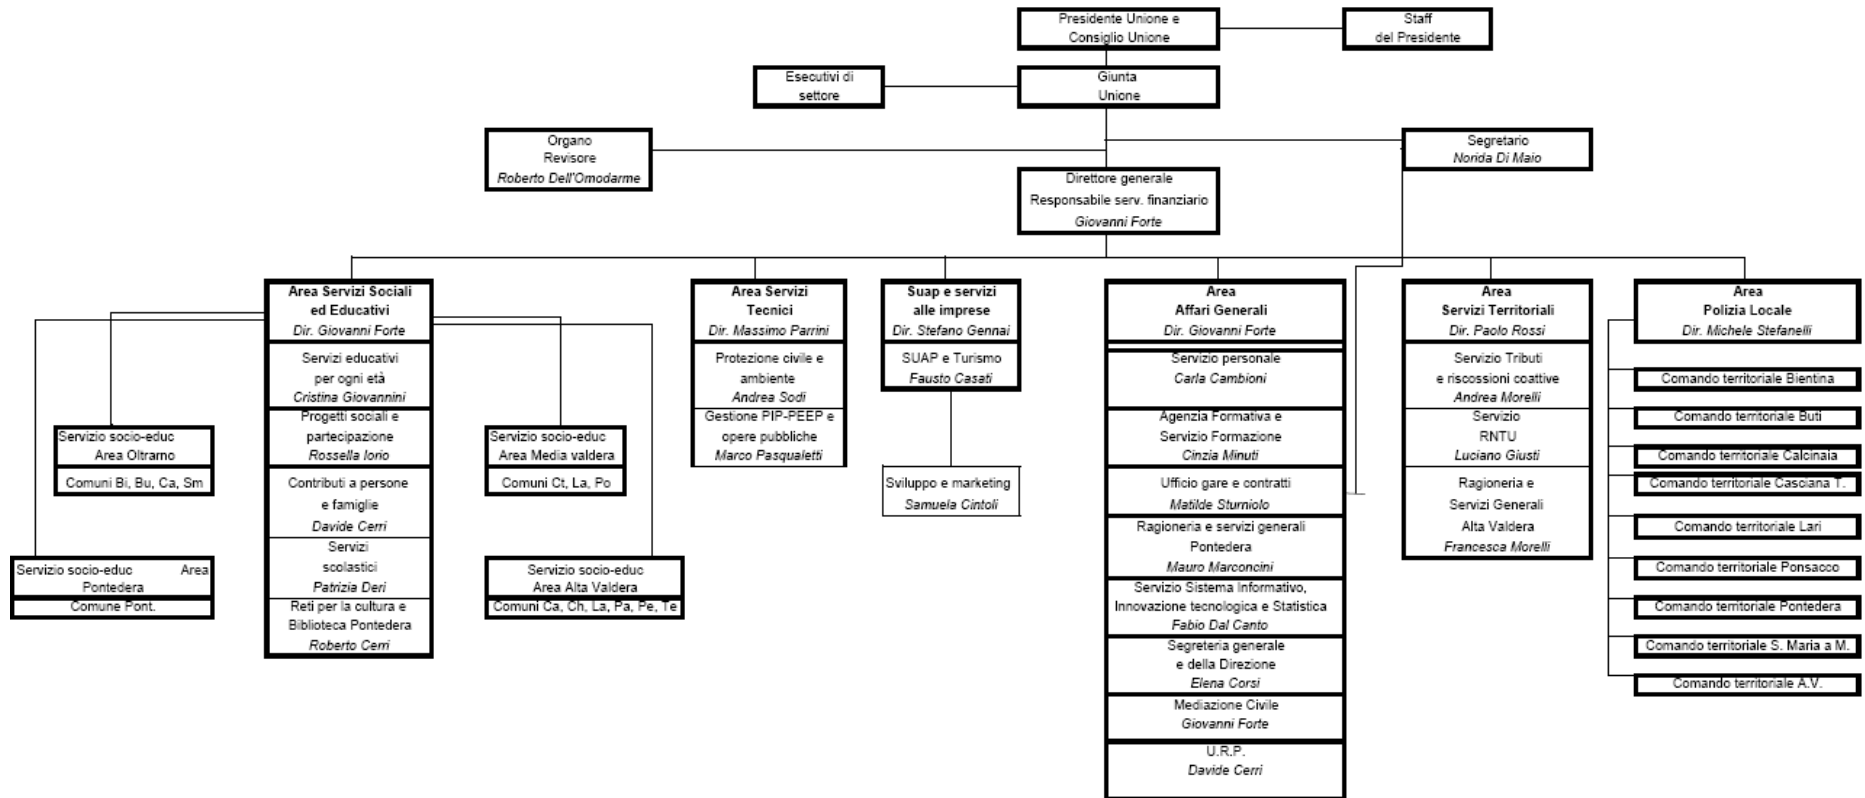 Presidente Unione e
Consiglio Unione
Staff
del Presidente
Esecutivi di
settore
Giunta
Unione
Organo
Revisore
Roberto Dell'Omodarme
Segretario
Norida Di Maio
Direttore generale
Responsabile serv. finanziario
Giovanni Forte
Area Servizi Sociali
ed Educativi
Dir. Giovanni Forte
Servizi educativi
per ogni età
Cristina Giovannini
Progetti sociali e
partecipazione
Rossella Iorio
Contributi a persone
e famiglie
Davide Cerri
Servizi
scolastici
Patrizia Deri
Reti per la cultura e
Biblioteca Pontedera
Roberto Cerri
Servizio socio-educ
Area Oltrarno
Comuni Bi, Bu, Ca, Sm
Servizio socio-educ Area
Pontedera
Comune Pont.
Servizio socio-educ
Area Media valdera
Comuni Ct, La, Po
Servizio socio-educ
Area Alta Valdera
Comuni Ca, Ch, La, Pa, Pe, Te
Area Servizi
Tecnici
Dir. Massimo Parrini
Protezione civile e
ambiente
Andrea Sodi
Gestione PIP-PEEP e
opere pubbliche
Marco Pasqualetti
Suap e servizi
alle imprese
Dir. Stefano Gennai
SUAP e Turismo
Fausto Casati
Sviluppo e marketing
Samuela Cintoli
Area
Affari Generali
Dir. Giovanni Forte
Servizio personale
Carla Cambioni
Agenzia Formativa e
Servizio Formazione
Cinzia Minuti
Ufficio gare e contratti
Matilde Sturniolo
Ragioneria e servizi generali
Pontedera
Mauro Marconcini
Servizio Sistema Informativo,
Innovazione tecnologica e Statistica
Fabio Dal Canto
Segreteria generale
e della Direzione
Elena Corsi
Mediazione Civile
Giovanni Forte
U.R.P.
Davide Cerri
Area
Servizi Territoriali
Dir. Paolo Rossi
Servizio Tributi
e riscossioni coattive
Andrea Morelli
Servizio
RNTU
Luciano Giusti
Ragioneria e
Servizi Generali
Alta Valdera
Francesca Morelli
Area
Polizia Locale
Dir. Michele Stefanelli
Comando territoriale Bientina
Comando territoriale Buti
Comando territoriale Calcinaia
Comando territoriale Casciana T.
Comando territoriale Lari
Comando territoriale Ponsacco
Comando territoriale Pontedera
Comando territoriale S. Maria a M.
Comando territoriale A.V.